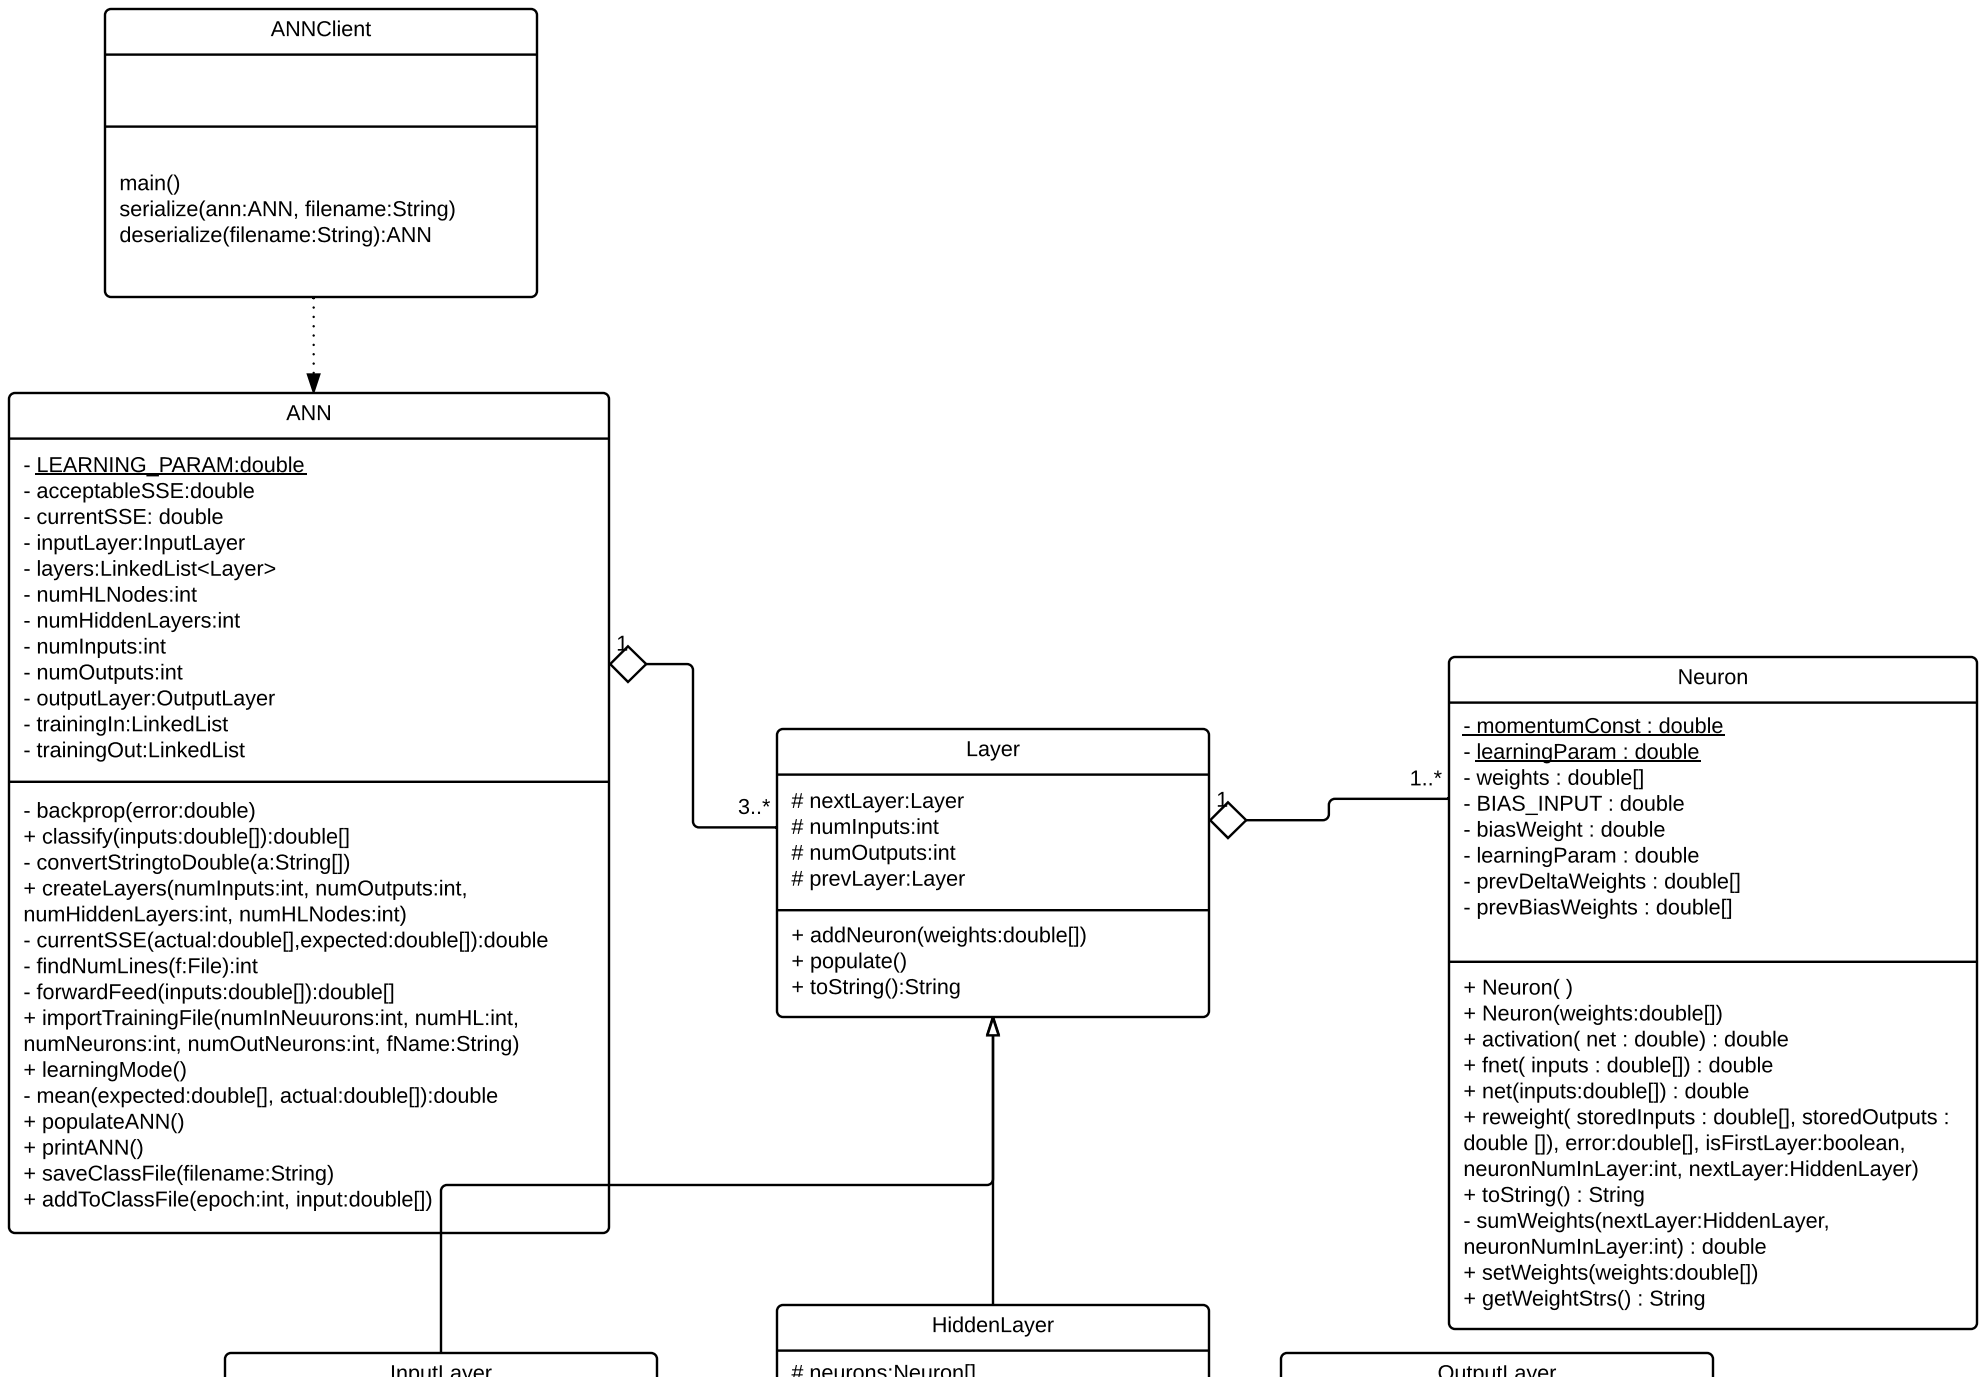 ANNClient
main()
serialize(ann:ANN, filename:String)
deserialize(filename:String):ANN
ANN
- LEARNING_PARAM:double
- acceptableSSE:double
- currentSSE: double
- inputLayer:InputLayer
- layers:LinkedList<Layer>
- numHLNodes:int
- numHiddenLayers:int
- numInputs:int
- numOutputs:int
- outputLayer:OutputLayer
- trainingIn:LinkedList
- trainingOut:LinkedList
- backprop(error:double)
+ classify(inputs:double[]):double[]
- convertStringtoDouble(a:String[])
+ createLayers(numInputs:int, numOutputs:int,
numHiddenLayers:int, numHLNodes:int)
- currentSSE(actual:double[],expected:double[]):double
- findNumLines(f:File):int
- forwardFeed(inputs:double[]):double[]
+ importTrainingFile(numInNeuurons:int, numHL:int,
numNeurons:int, numOutNeurons:int, fName:String)
+ learningMode()
- mean(expected:double[], actual:double[]):double
+ populateANN()
+ printANN()
+ saveClassFile(filename:String)
+ addToClassFile(epoch:int, input:double[])
1
3..*
Layer
# nextLayer:Layer
# numInputs:int
# numOutputs:int
# prevLayer:Layer
+ addNeuron(weights:double[])
+ populate()
+ toString():String
1
1..*
Neuron
- momentumConst : double
- learningParam : double
- weights : double[]
- BIAS_INPUT : double
- biasWeight : double
- learningParam : double
- prevDeltaWeights : double[]
- prevBiasWeights : double[]
+ Neuron( )
+ Neuron(weights:double[])
+ activation( net : double) : double
+ fnet( inputs : double[]) : double
+ net(inputs:double[]) : double
+ reweight( storedInputs : double[], storedOutputs :
double []), error:double[], isFirstLayer:boolean,
neuronNumInLayer:int, nextLayer:HiddenLayer)
+ toString() : String
- sumWeights(nextLayer:HiddenLayer,
neuronNumInLayer:int) : double
+ setWeights(weights:double[])
+ getWeightStrs() : String
InputLayer
HiddenLayer
# neurons:Neuron[]
OutputLayer